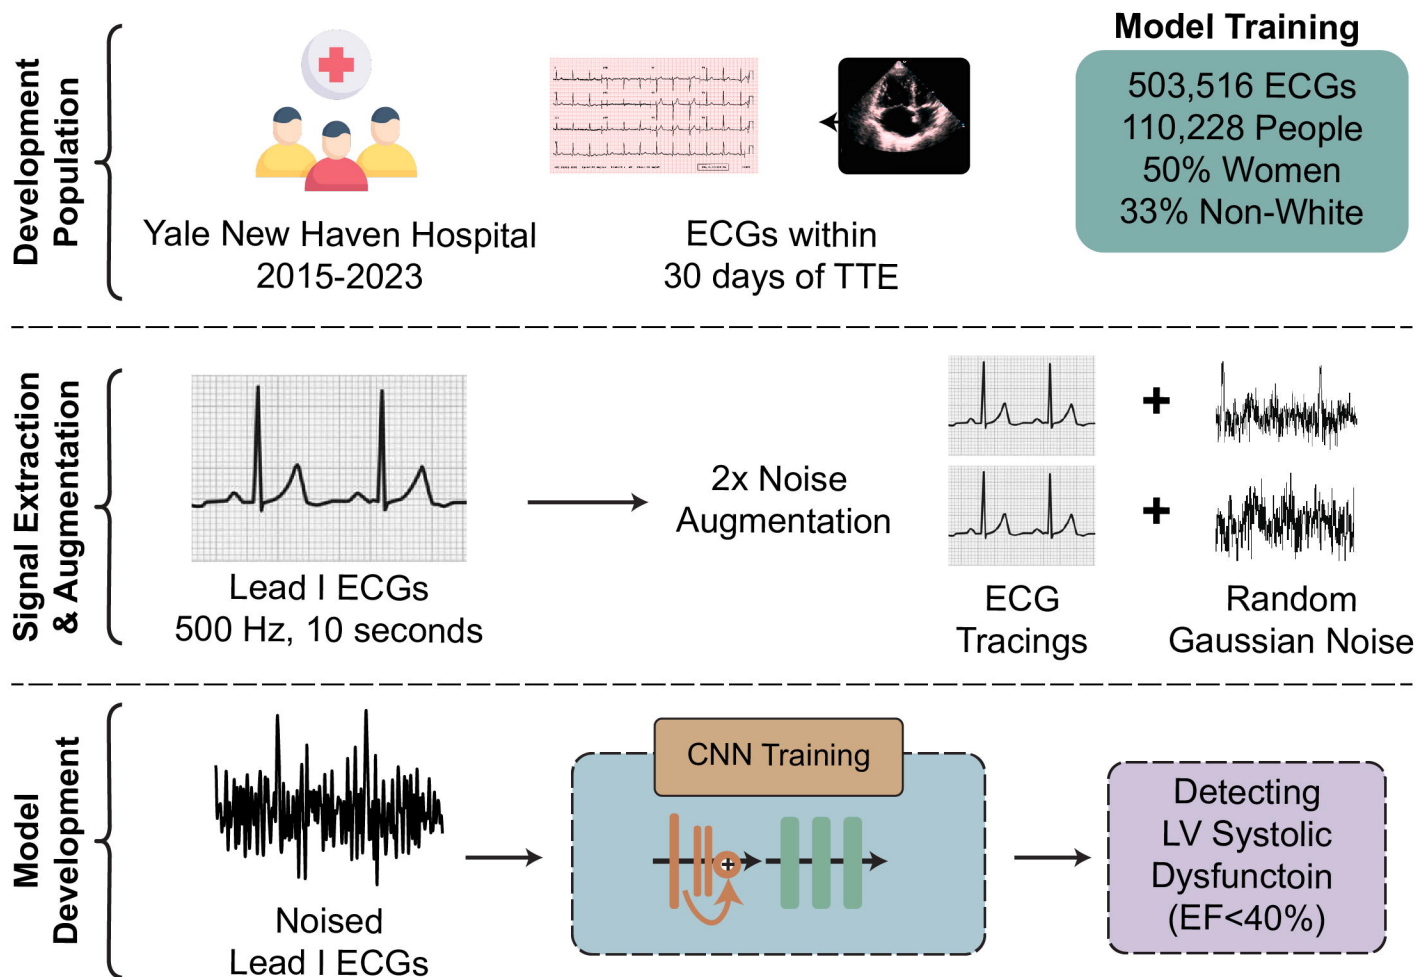 Development
Population
Yale New Haven Hospital
2015-2023
ECGs within
30 days of TTE
Model Training
503,516 ECGs
110,228 People
50% Women
33% Non-White
Signal Extraction
& Augmentation
Lead I ECGs
500 Hz, 10 seconds
2x Noise
Augmentation
+
+
ECG
Tracings
Random
Gaussian Noise
Model
Development
Noised
Lead I ECGs
CNN Training
+
Detecting
LV Systolic
Dysfunctoin
(EF<40%)